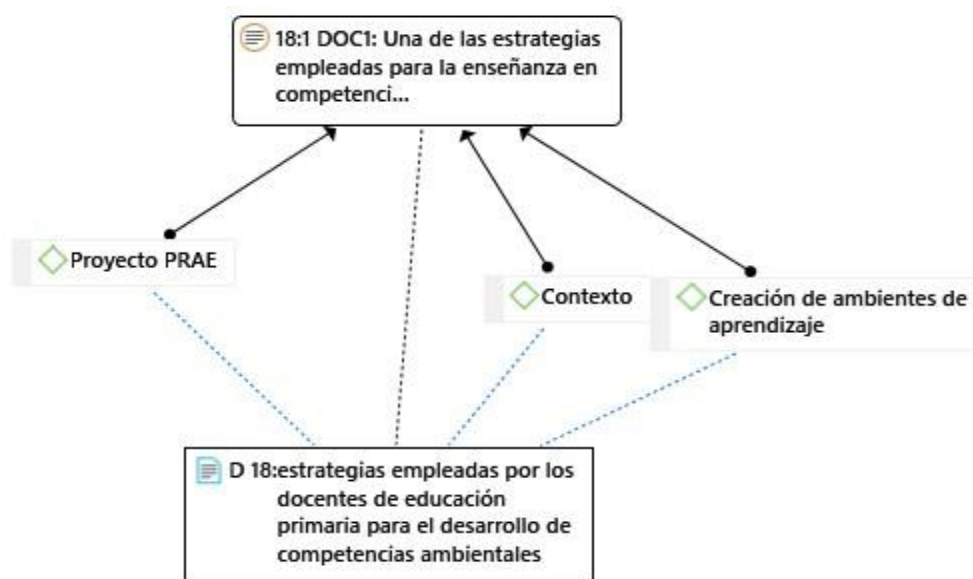 18:1 DOC1: Una de las estrategias
empleadas para la enseñanza en
competenci...
Proyecto PRAE
Contexto
Creación de ambientes de
aprendizaje
D 18:estrategias empleadas por los
docentes de educación
primaria para el desarrollo de
competencias ambientales